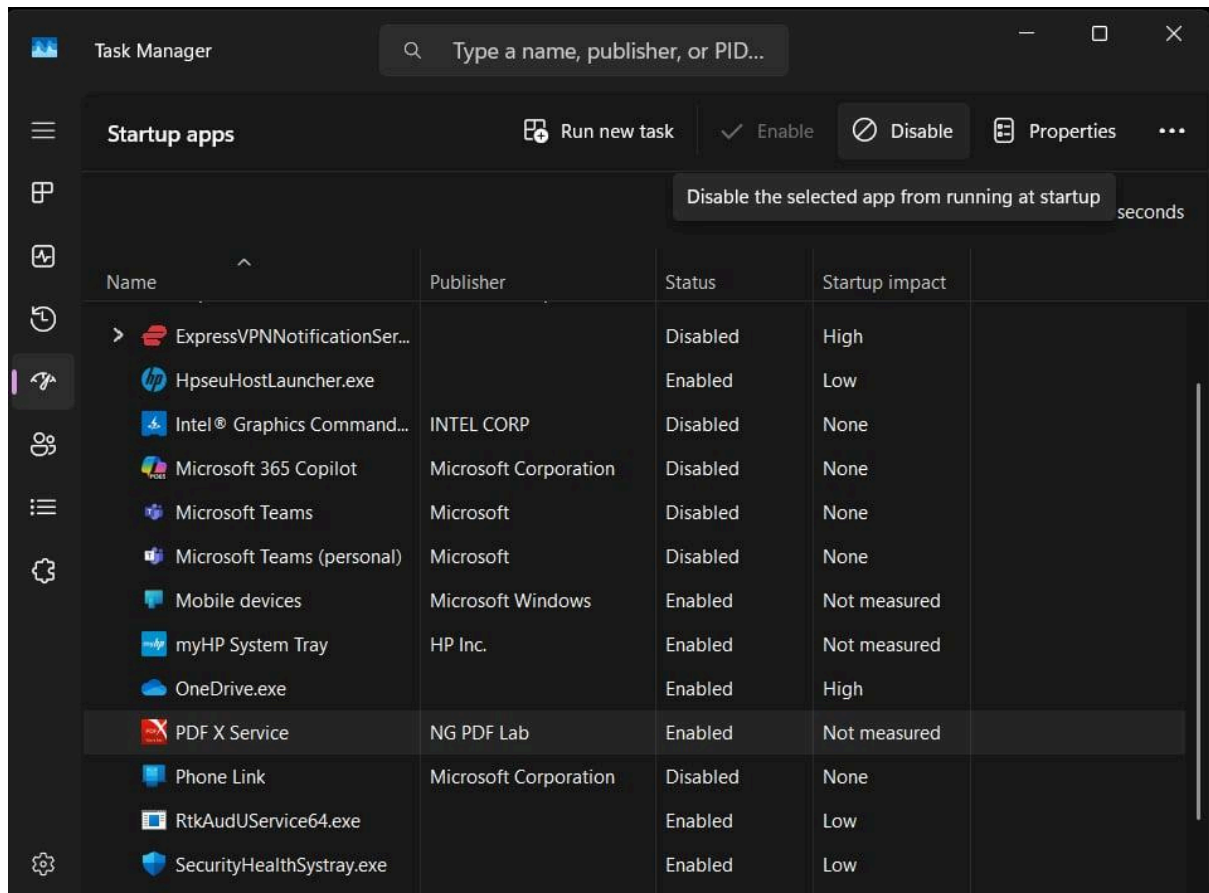 Task Manager
Type a name, publisher, or PID...
Startup apps
Run new task
Enable
Disable
Properties
Disable the selected app from running at startup
seconds
Name Publisher Status Startup impact
ExpressVPNNotificationSer... Disabled High
HpseuHostLauncher.exe Enabled Low
Intel® Graphics Command... INTEL CORP Disabled None
Microsoft 365 Copilot Microsoft Corporation Disabled None
Microsoft Teams Microsoft Disabled None
Microsoft Teams (personal) Microsoft Disabled None
Mobile devices Microsoft Windows Enabled Not measured
myHP System Tray HP Inc. Enabled Not measured
OneDrive.exe Enabled High
PDF X Service NG PDF Lab Enabled Not measured
Phone Link Microsoft Corporation Disabled None
RtkAudUService64.exe Enabled Low
SecurityHealthSystray.exe Enabled Low